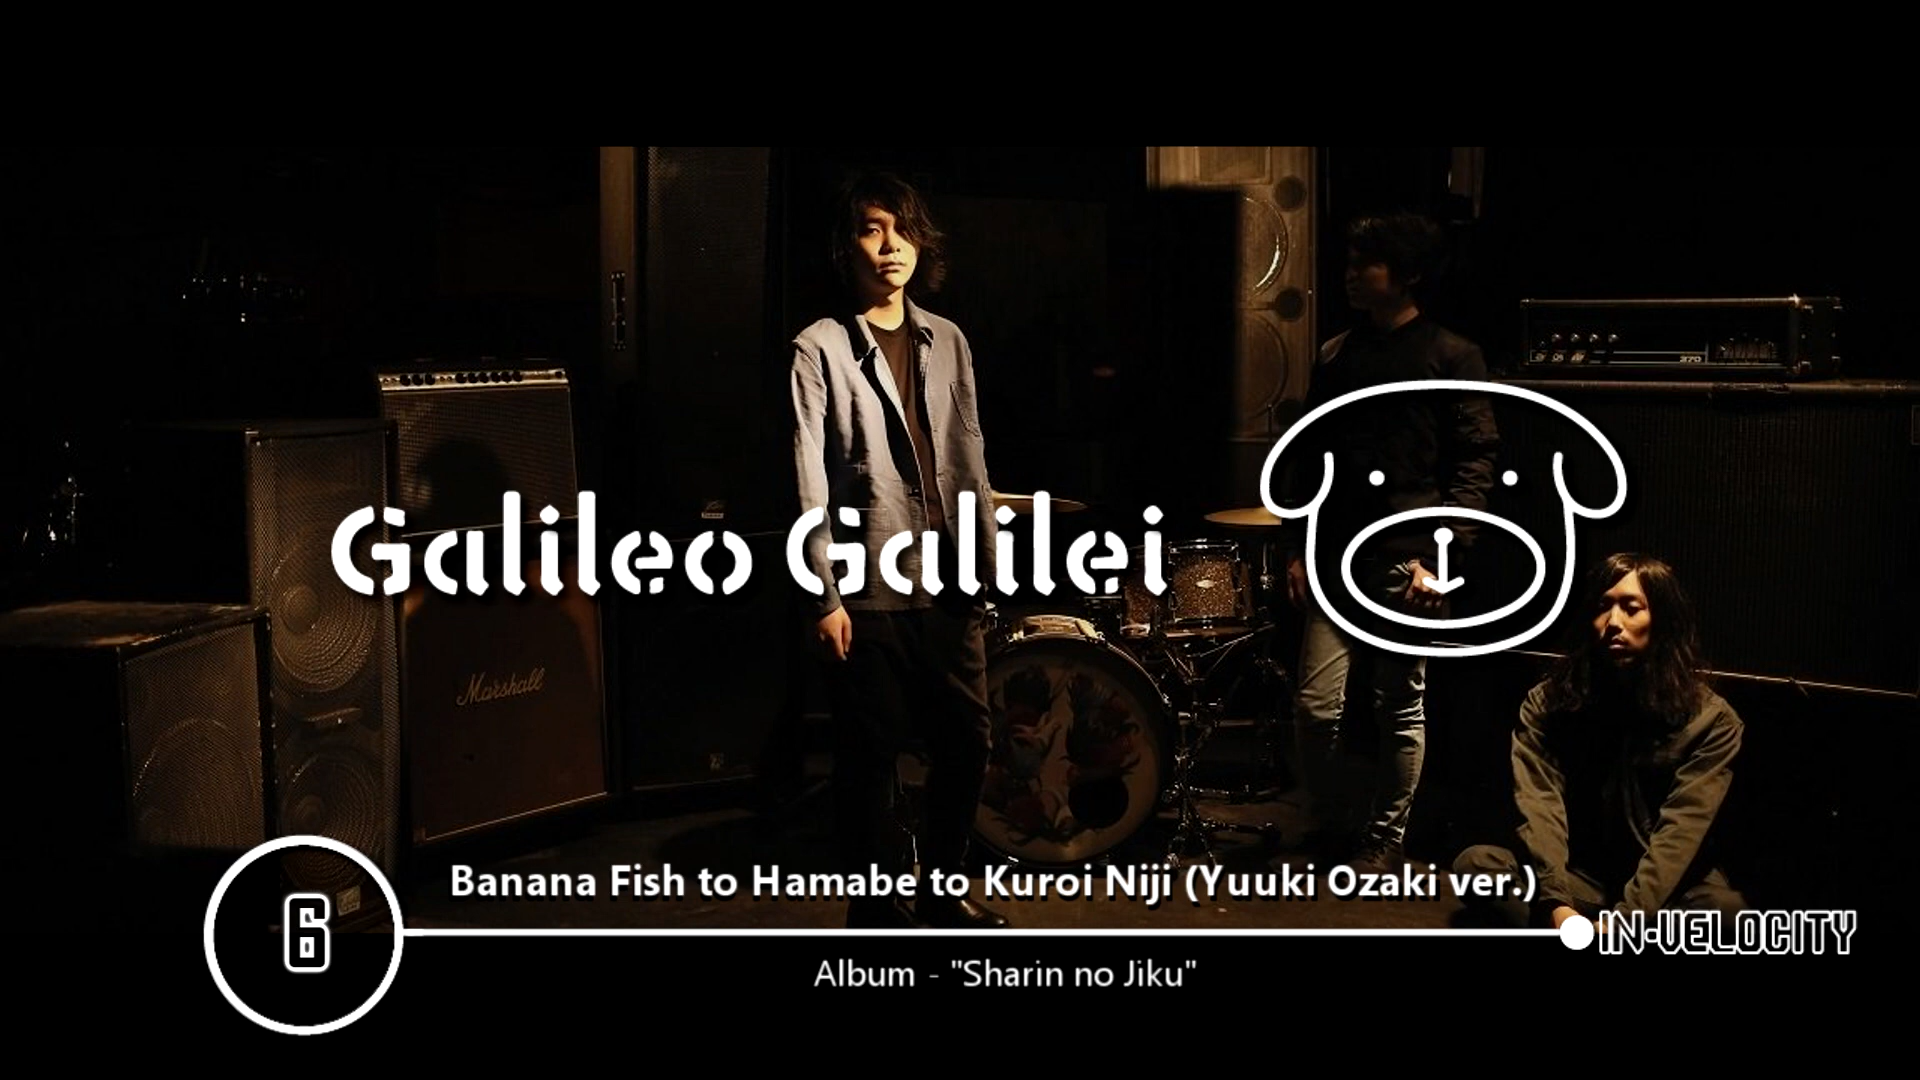 370
Galileo Galilei
Marshall
Banana Fish to Hamabe to Kuroi Niji (Yuuki Ozaki ver.)
6
IN-VELOCITY
Album - "Sharin no Jiku"